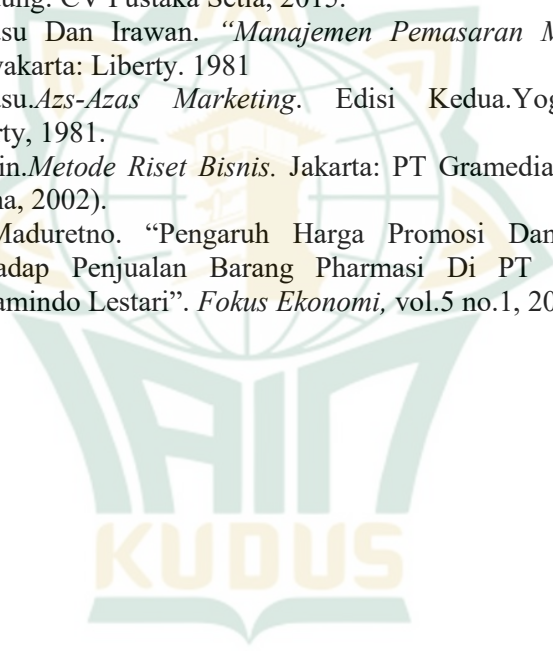 ung. CV Pustaka Setia, 2015.
su Dan Irawan. “Manajemen Pemasaran M
akarta: Liberty. 1981
su.Azs-Azas Marketing. Edisi Kedua.Yog
rty, 1981.
in.Metode Riset Bisnis. Jakarta: PT Gramedia
na, 2002).
Maduretno. “Pengaruh Harga Promosi Dan
adap Penjualan Barang Pharmasi Di PT
amindo Lestari”. Fokus Ekonomi, vol.5 no.1, 20
IAIN
KUDUS